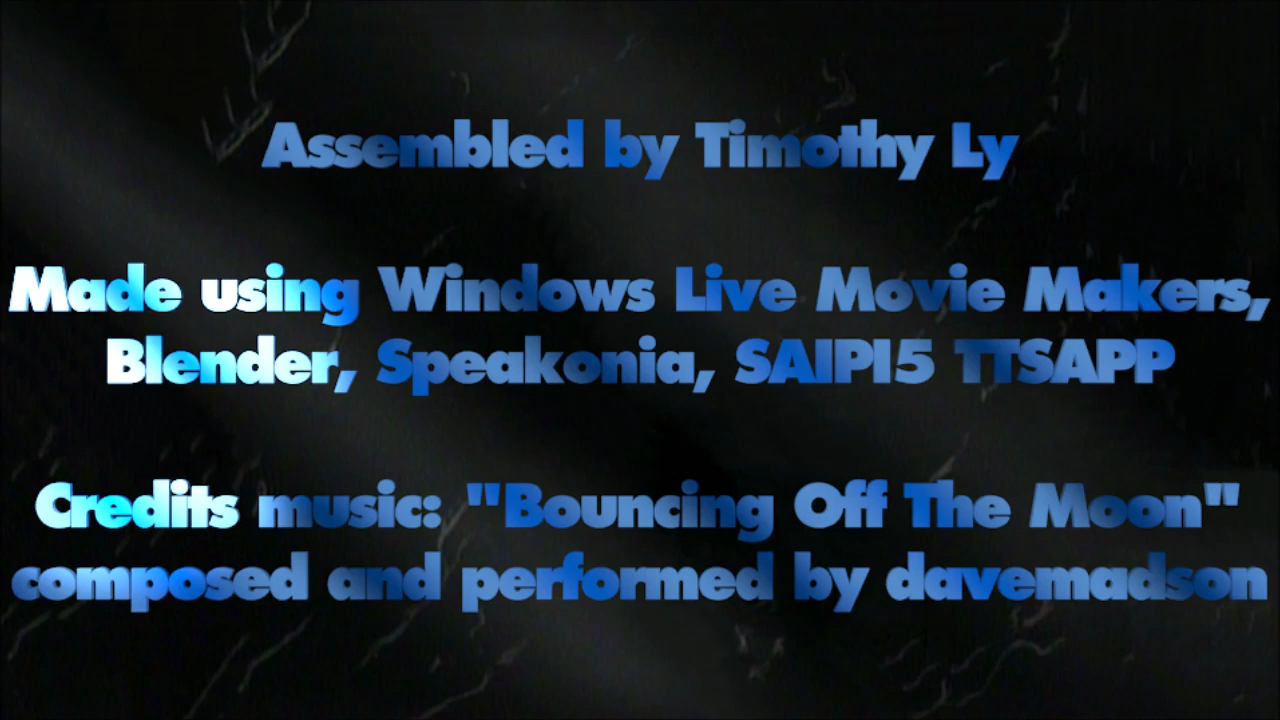 Assembled by Timothy Ly
Made using Windows Live Movie Makers,
Blender, Speakonia, SAIPI5 TTSAPP
Credits music: "Bouncing Off The Moon"
composed and performed by davemadson